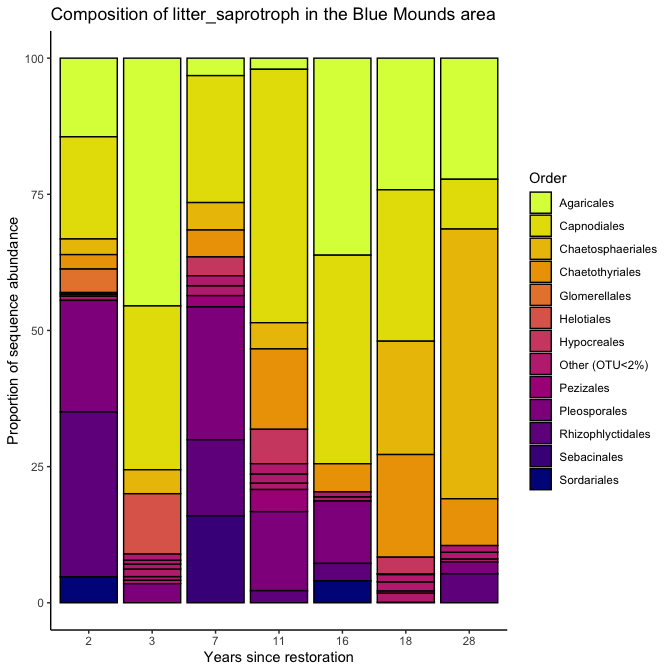 Composition of litter_saprotroph in the Blue Mounds area
Proportion of sequence abundance
100
75
50
25
0
2 3 7 11 16 18 28
Years since restoration
Order
Agaricales
Capnodiales
Chaetosphaeriales
Chaetothyriales
Glomerellales
Helotiales
Hypocreales
Other (OTU<2%)
Pezizales
Pleosporales
Rhizophlyctidales
Sebacinales
Sordariales